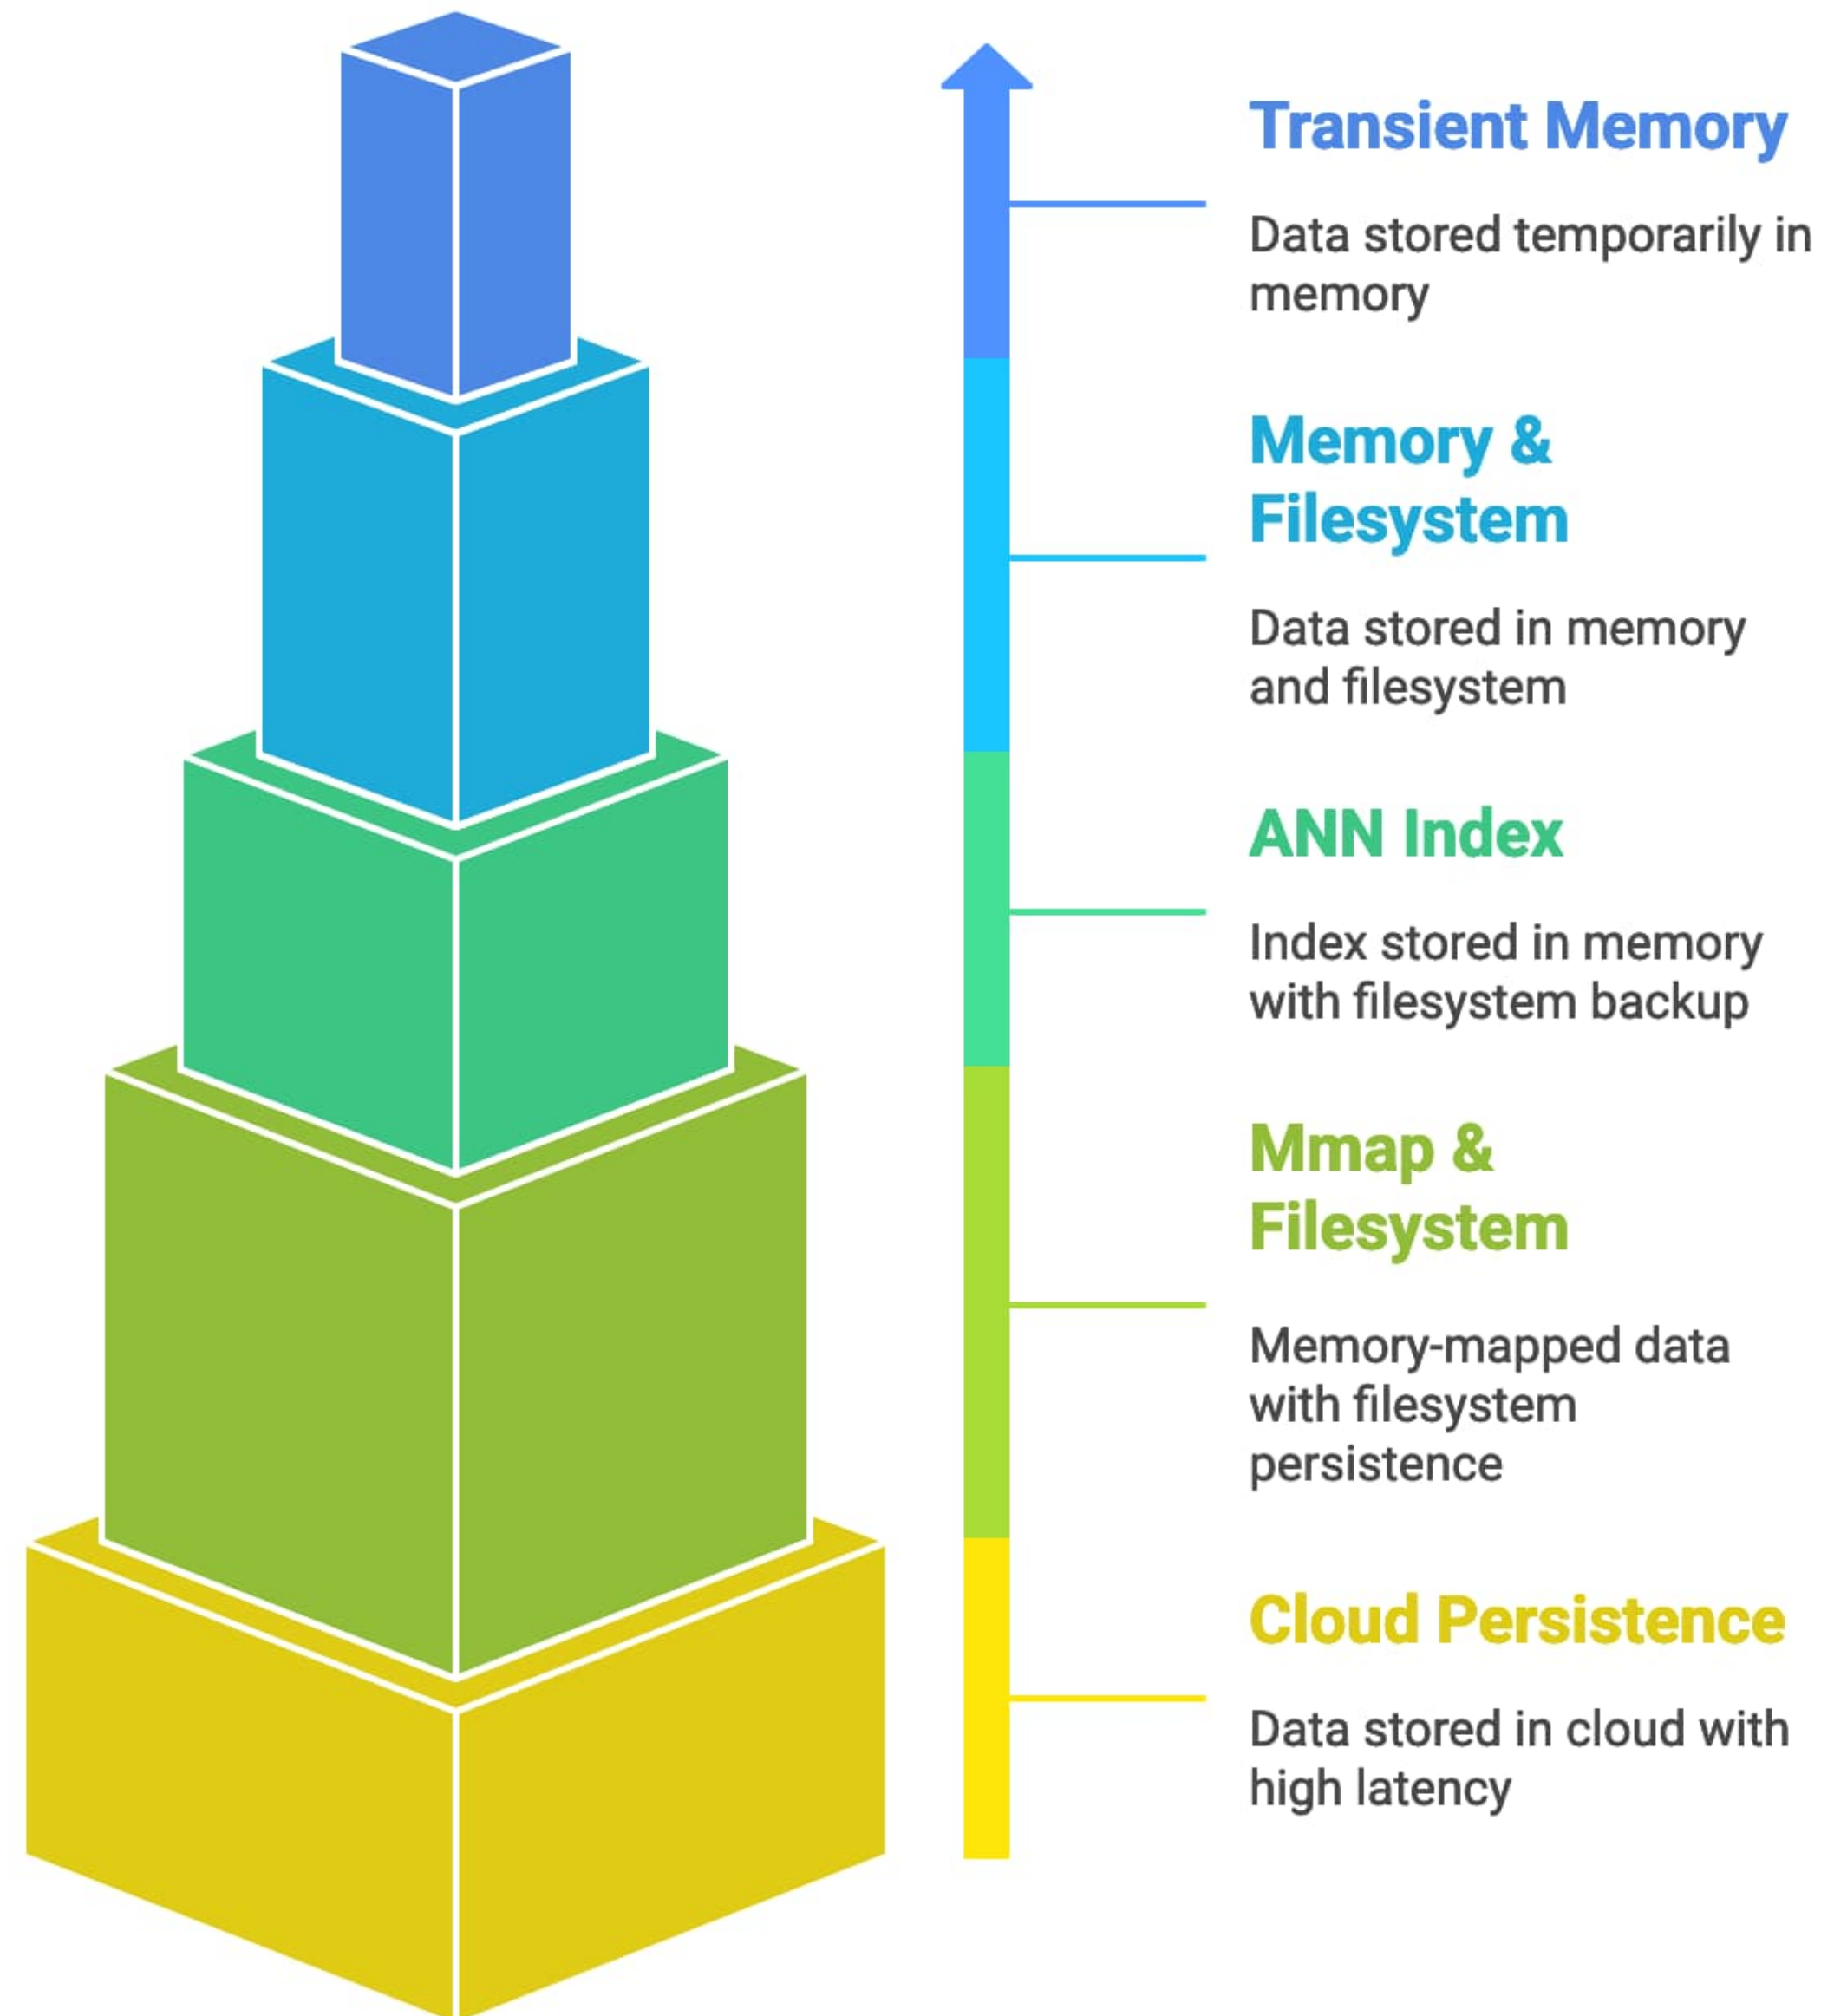 Transient Memory
Data stored temporarily in
memory
Memory &
Filesystem
Data stored in memory
and filesystem
ANN Index
Index stored in memory
with filesystem backup
Mmap &
Filesystem
Memory-mapped data
with filesystem
persistence
Cloud Persistence
Data stored in cloud with
high latency